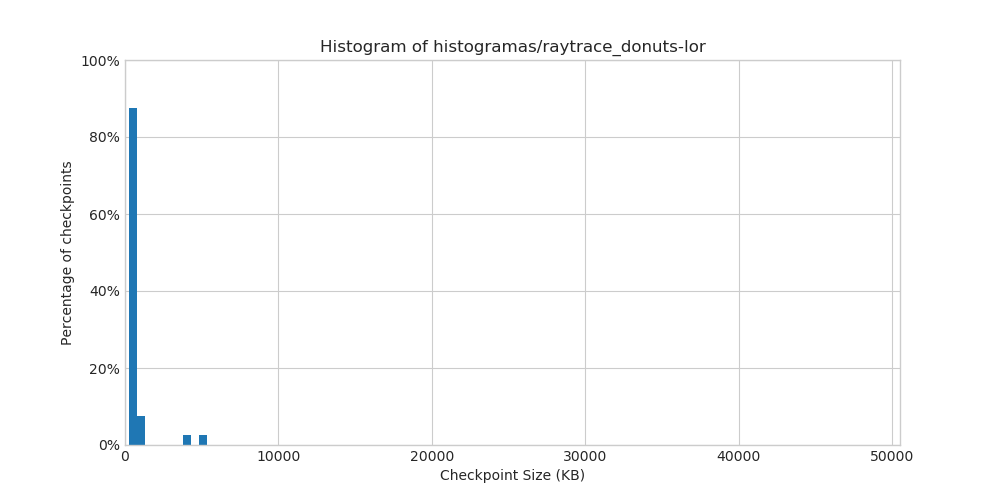 Histogram of histogramas/raytrace_donuts-lor
100%
80%
60%
40%
20%
0%
Percentage of checkpoints
0 10000 20000 30000 40000 50000
Checkpoint Size (KB)